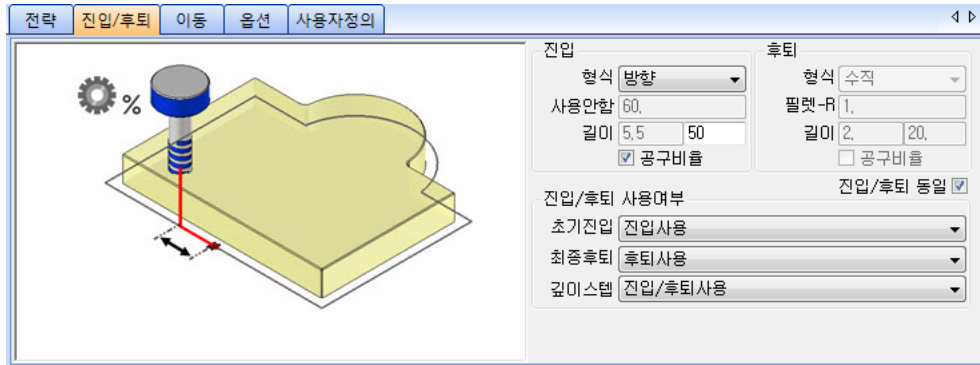 전략 진입/후퇴 이동 옵션 사용자정의
%
진입
형식 방향
사용안함 60,
길이 5,5 50
공구비율
후퇴
형식 수직
필렛-R 1,
길이 2, 20,
공구비율
진입/후퇴 동일
진입/후퇴 사용여부
초기진입 진입사용
최종후퇴 후퇴사용
깊이스텝 진입/후퇴사용